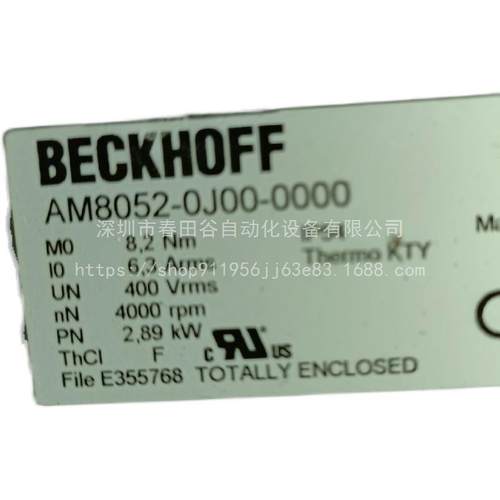 BECKHOFF
AM8052-0J00-0000
深圳市春田谷自动化设备有限公司
M0 8,2 Nm
Thermo KTY
I0 Arms
https://shop911956jj63e83.1688.com/
UN 400 Vrms
nN 4000 rpm
PN 2,89 kW
ThCl F C RU US
File E355768 TOTALLY ENCLOSED